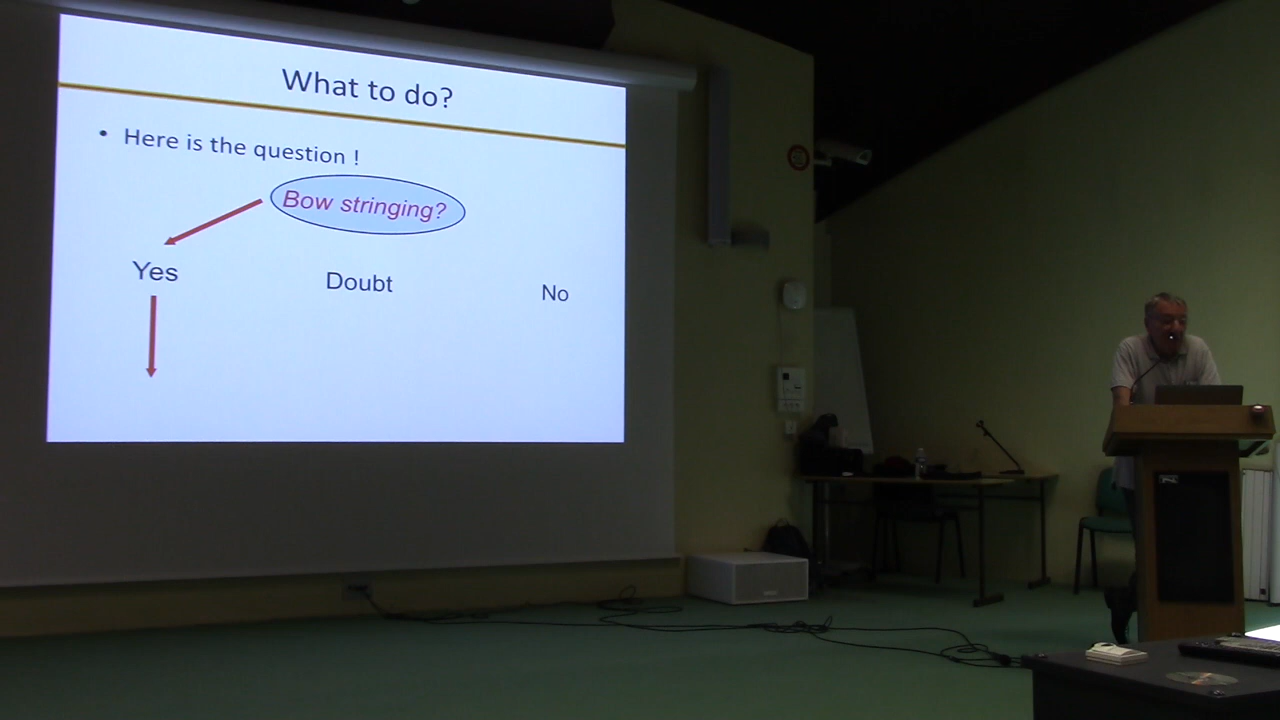 What to do?
• Here is the question !
Bow stringing?
Yes
Doubt
No